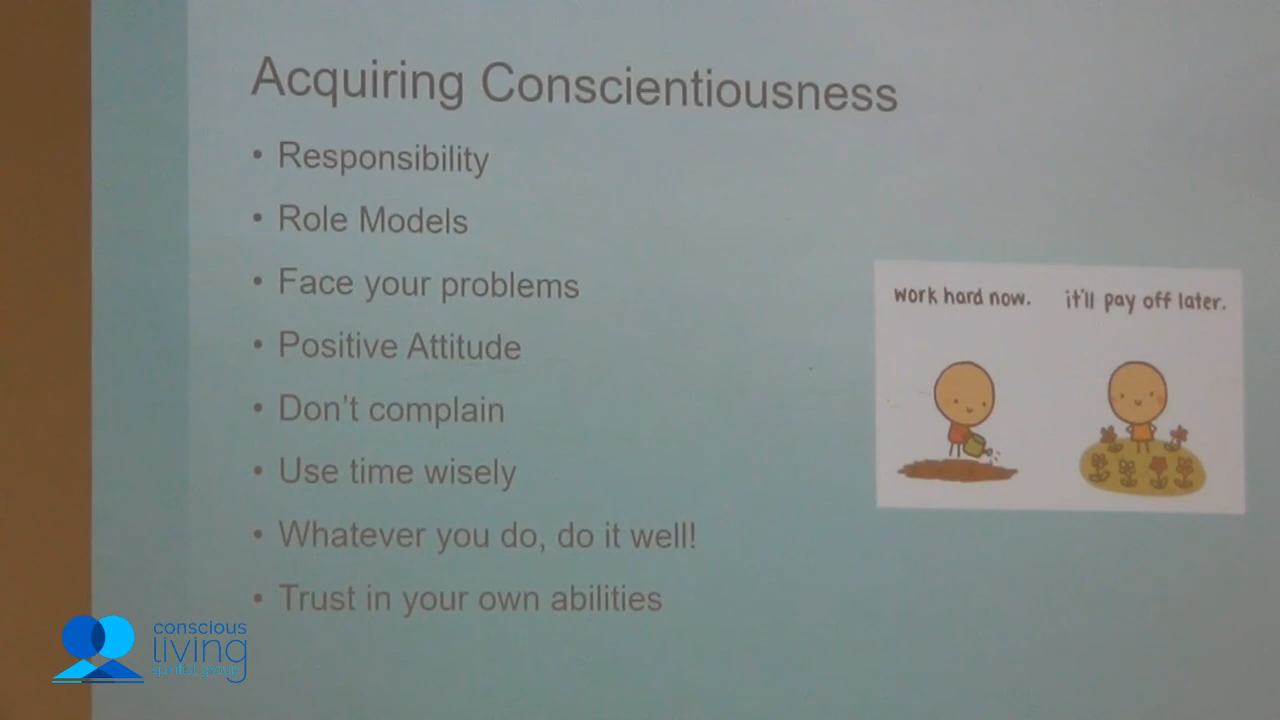 Acquiring Conscientiousness
• Responsibility
• Role Models
• Face your problems
• Positive Attitude
• Don't complain
• Use time wisely
• Whatever you do, do it well!
• Trust in your own abilities
work hard now.
it'll pay off later.
conscious
living